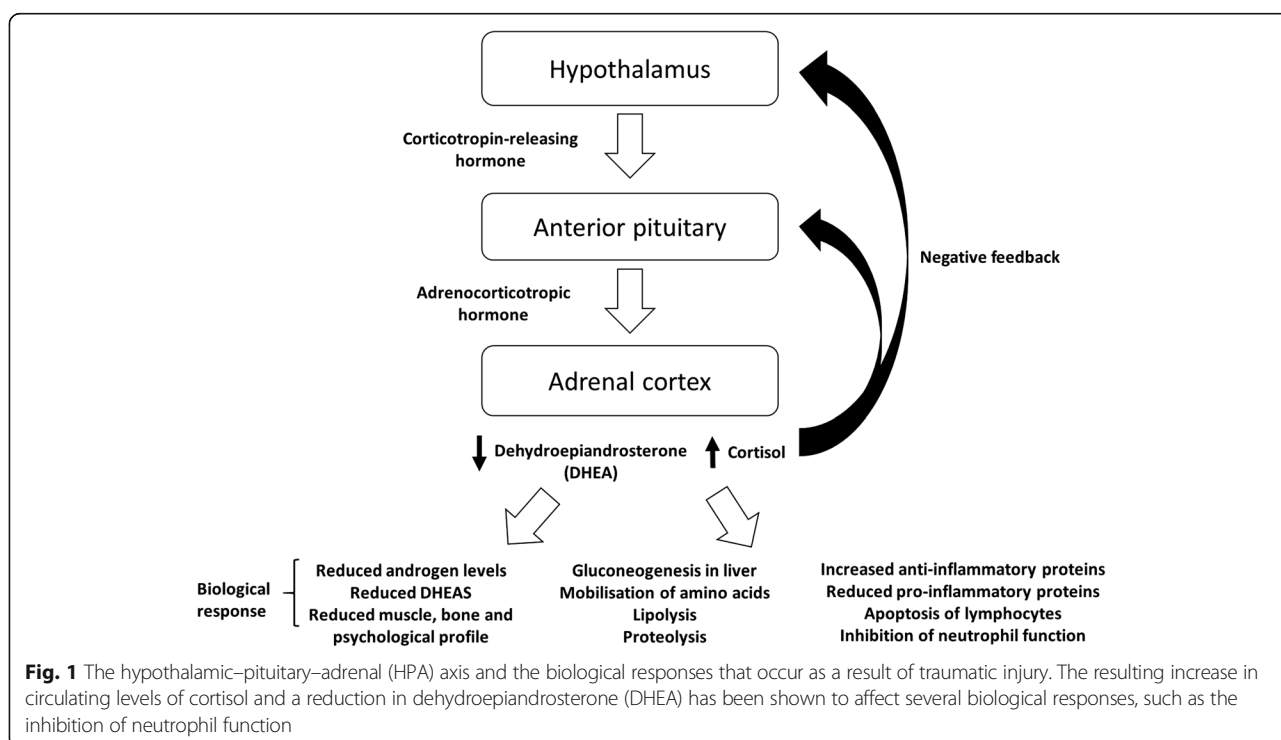 Hypothalamus
Corticotropin-releasing
hormone
Anterior pituitary
Negative feedback
Adrenocorticotropic
hormone
Adrenal cortex
Dehydroepiandrosterone
(DHEA)
Cortisol
Biological
response
Reduced androgen levels
Reduced DHEAS
Reduced muscle, bone and
psychological profile
Gluconeogenesis in liver
Mobilisation of amino acids
Lipolysis
Proteolysis
Increased anti-inflammatory proteins
Reduced pro-inflammatory proteins
Apoptosis of lymphocytes
Inhibition of neutrophil function
Fig. 1 The hypothalamic–pituitary–adrenal (HPA) axis and the biological responses that occur as a result of traumatic injury. The resulting increase in
circulating levels of cortisol and a reduction in dehydroepiandrosterone (DHEA) has been shown to affect several biological responses, such as the
inhibition of neutrophil function